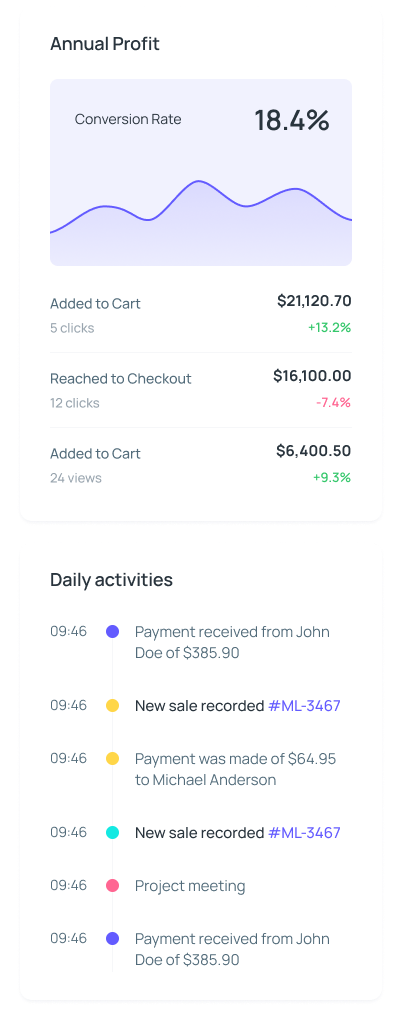 Annual Profit
Conversion Rate 18.4%
Added to Cart $21,120.70
5 clicks +13.2%
Reached to Checkout $16,100.00
12 clicks -7.4%
Added to Cart $6,400.50
24 views +9.3%
Daily activities
09:46 Payment received from John
Doe of $385.90
09:46 New sale recorded #ML-3467
09:46 Payment was made of $64.95
to Michael Anderson
09:46 New sale recorded #ML-3467
09:46 Project meeting
09:46 Payment received from John
Doe of $385.90